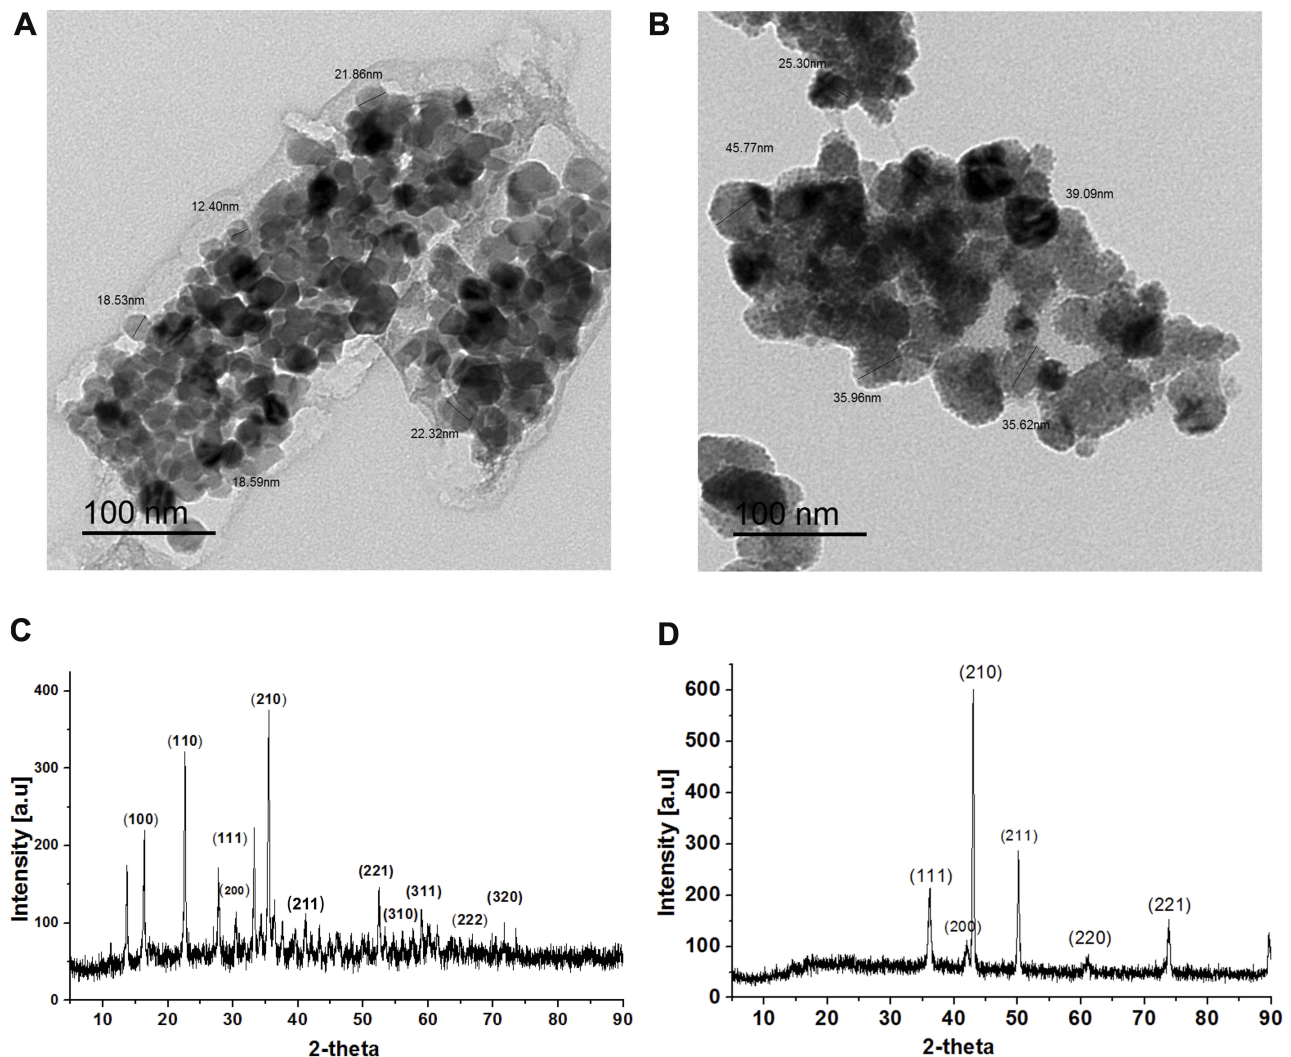 A
B
21.86nm
12.40nm
18.53nm
22.32nm
18.59nm
100 nm
25.30nm
45.77nm
39.09nm
35.96nm
35.62nm
100 nm
C
Intensity [a.u]
400
300
200
100
0
(100)
(110)
(111)
(200)
(210)
(211)
(221)
(310)
(311)
(222)
(320)
10 20 30 40 50 60 70 80 90
2-theta
D
Intensity [a.u]
600
500
400
300
200
100
0
(111)
(200)
(210)
(211)
(220)
(221)
10 20 30 40 50 60 70 80 90
2-theta